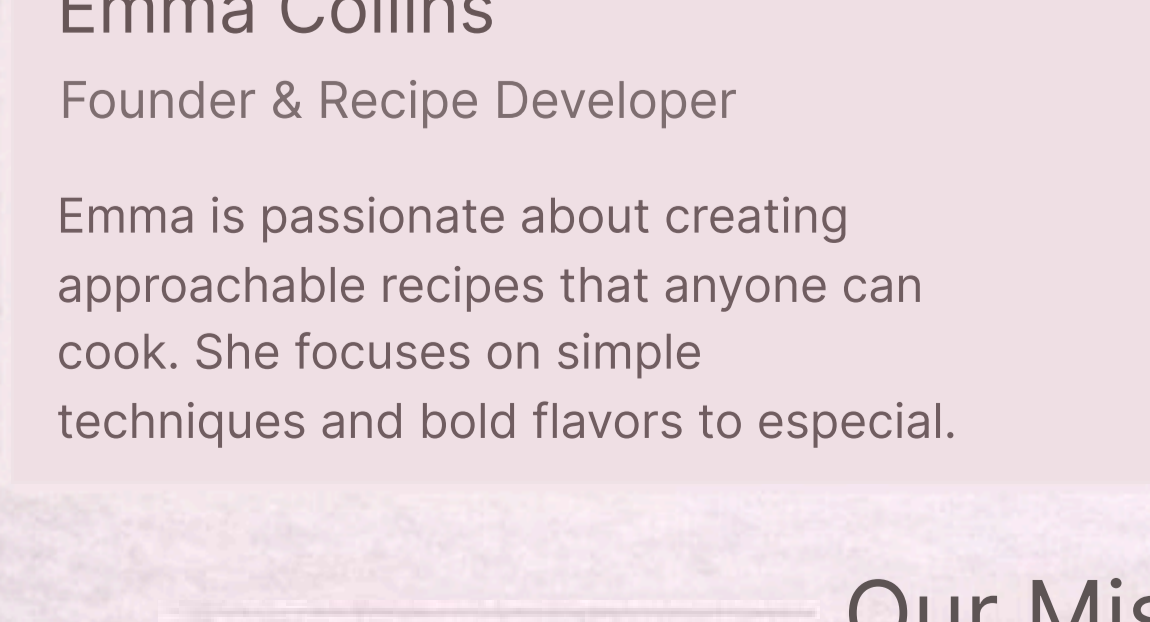 Emma Collins
Founder & Recipe Developer
Emma is passionate about creating
approachable recipes that anyone can
cook. She focuses on simple
techniques and bold flavors to especial.
Our